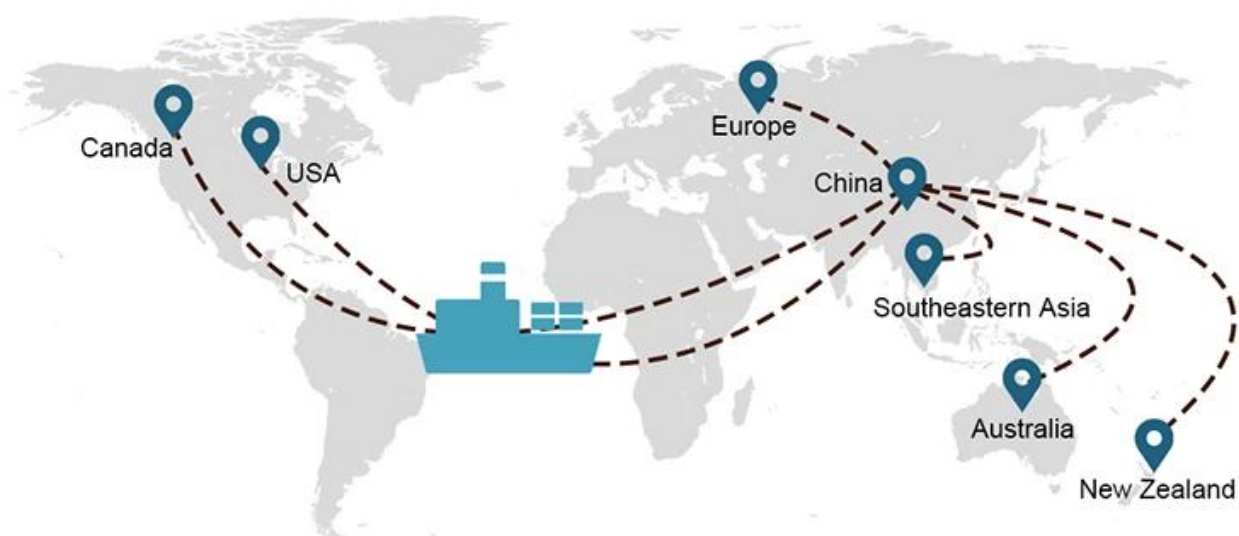 Canada
USA
Europe
China
Southeastern Asia
Australia
New Zealand